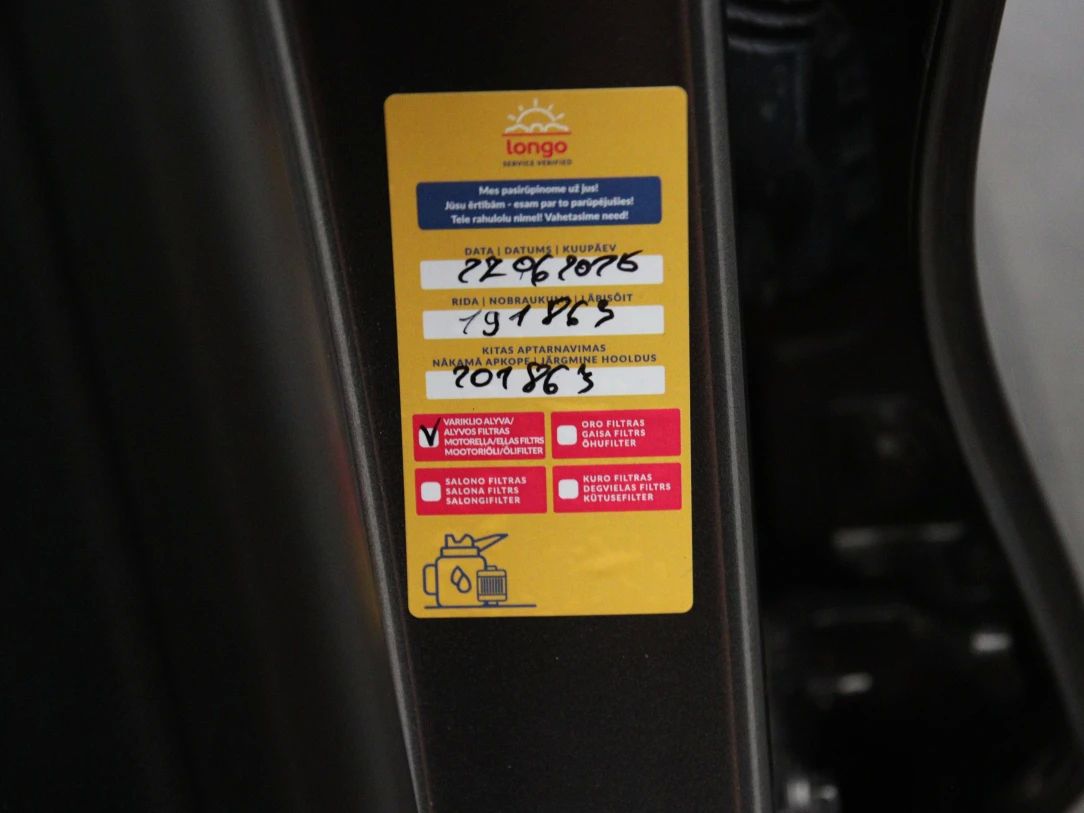 longo
SERVICE VERIFIED
Mes pasirūpinome už jus!
Jūsu ērtībām - esam par to parūpējušies!
Teie rahulolu nimel! Vahetasime need!
DATA | DATUMS | KUUPÄEV
22 06 2026
RIDA | NOBRAUKUMS | LÄBISÕIT
191863
KITAS APTARNAVIMAS
NĀKAMĀ APKOPE | JÄRGMINE HOOLDUS
201863
VARIKLIO ALYVA/
ALYVOS FILTRAS
MOTOREĻĻA/EĻĻAS FILTRS
MOOTORIÕLI/ÕLIFILTER
ORO FILTRAS
GAISA FILTRS
ÕHUFILTER
SALONO FILTRAS
SALONA FILTRS
SALONGIFILTER
KURO FILTRAS
DEGVIELAS FILTRS
KÜTUSEFILTER